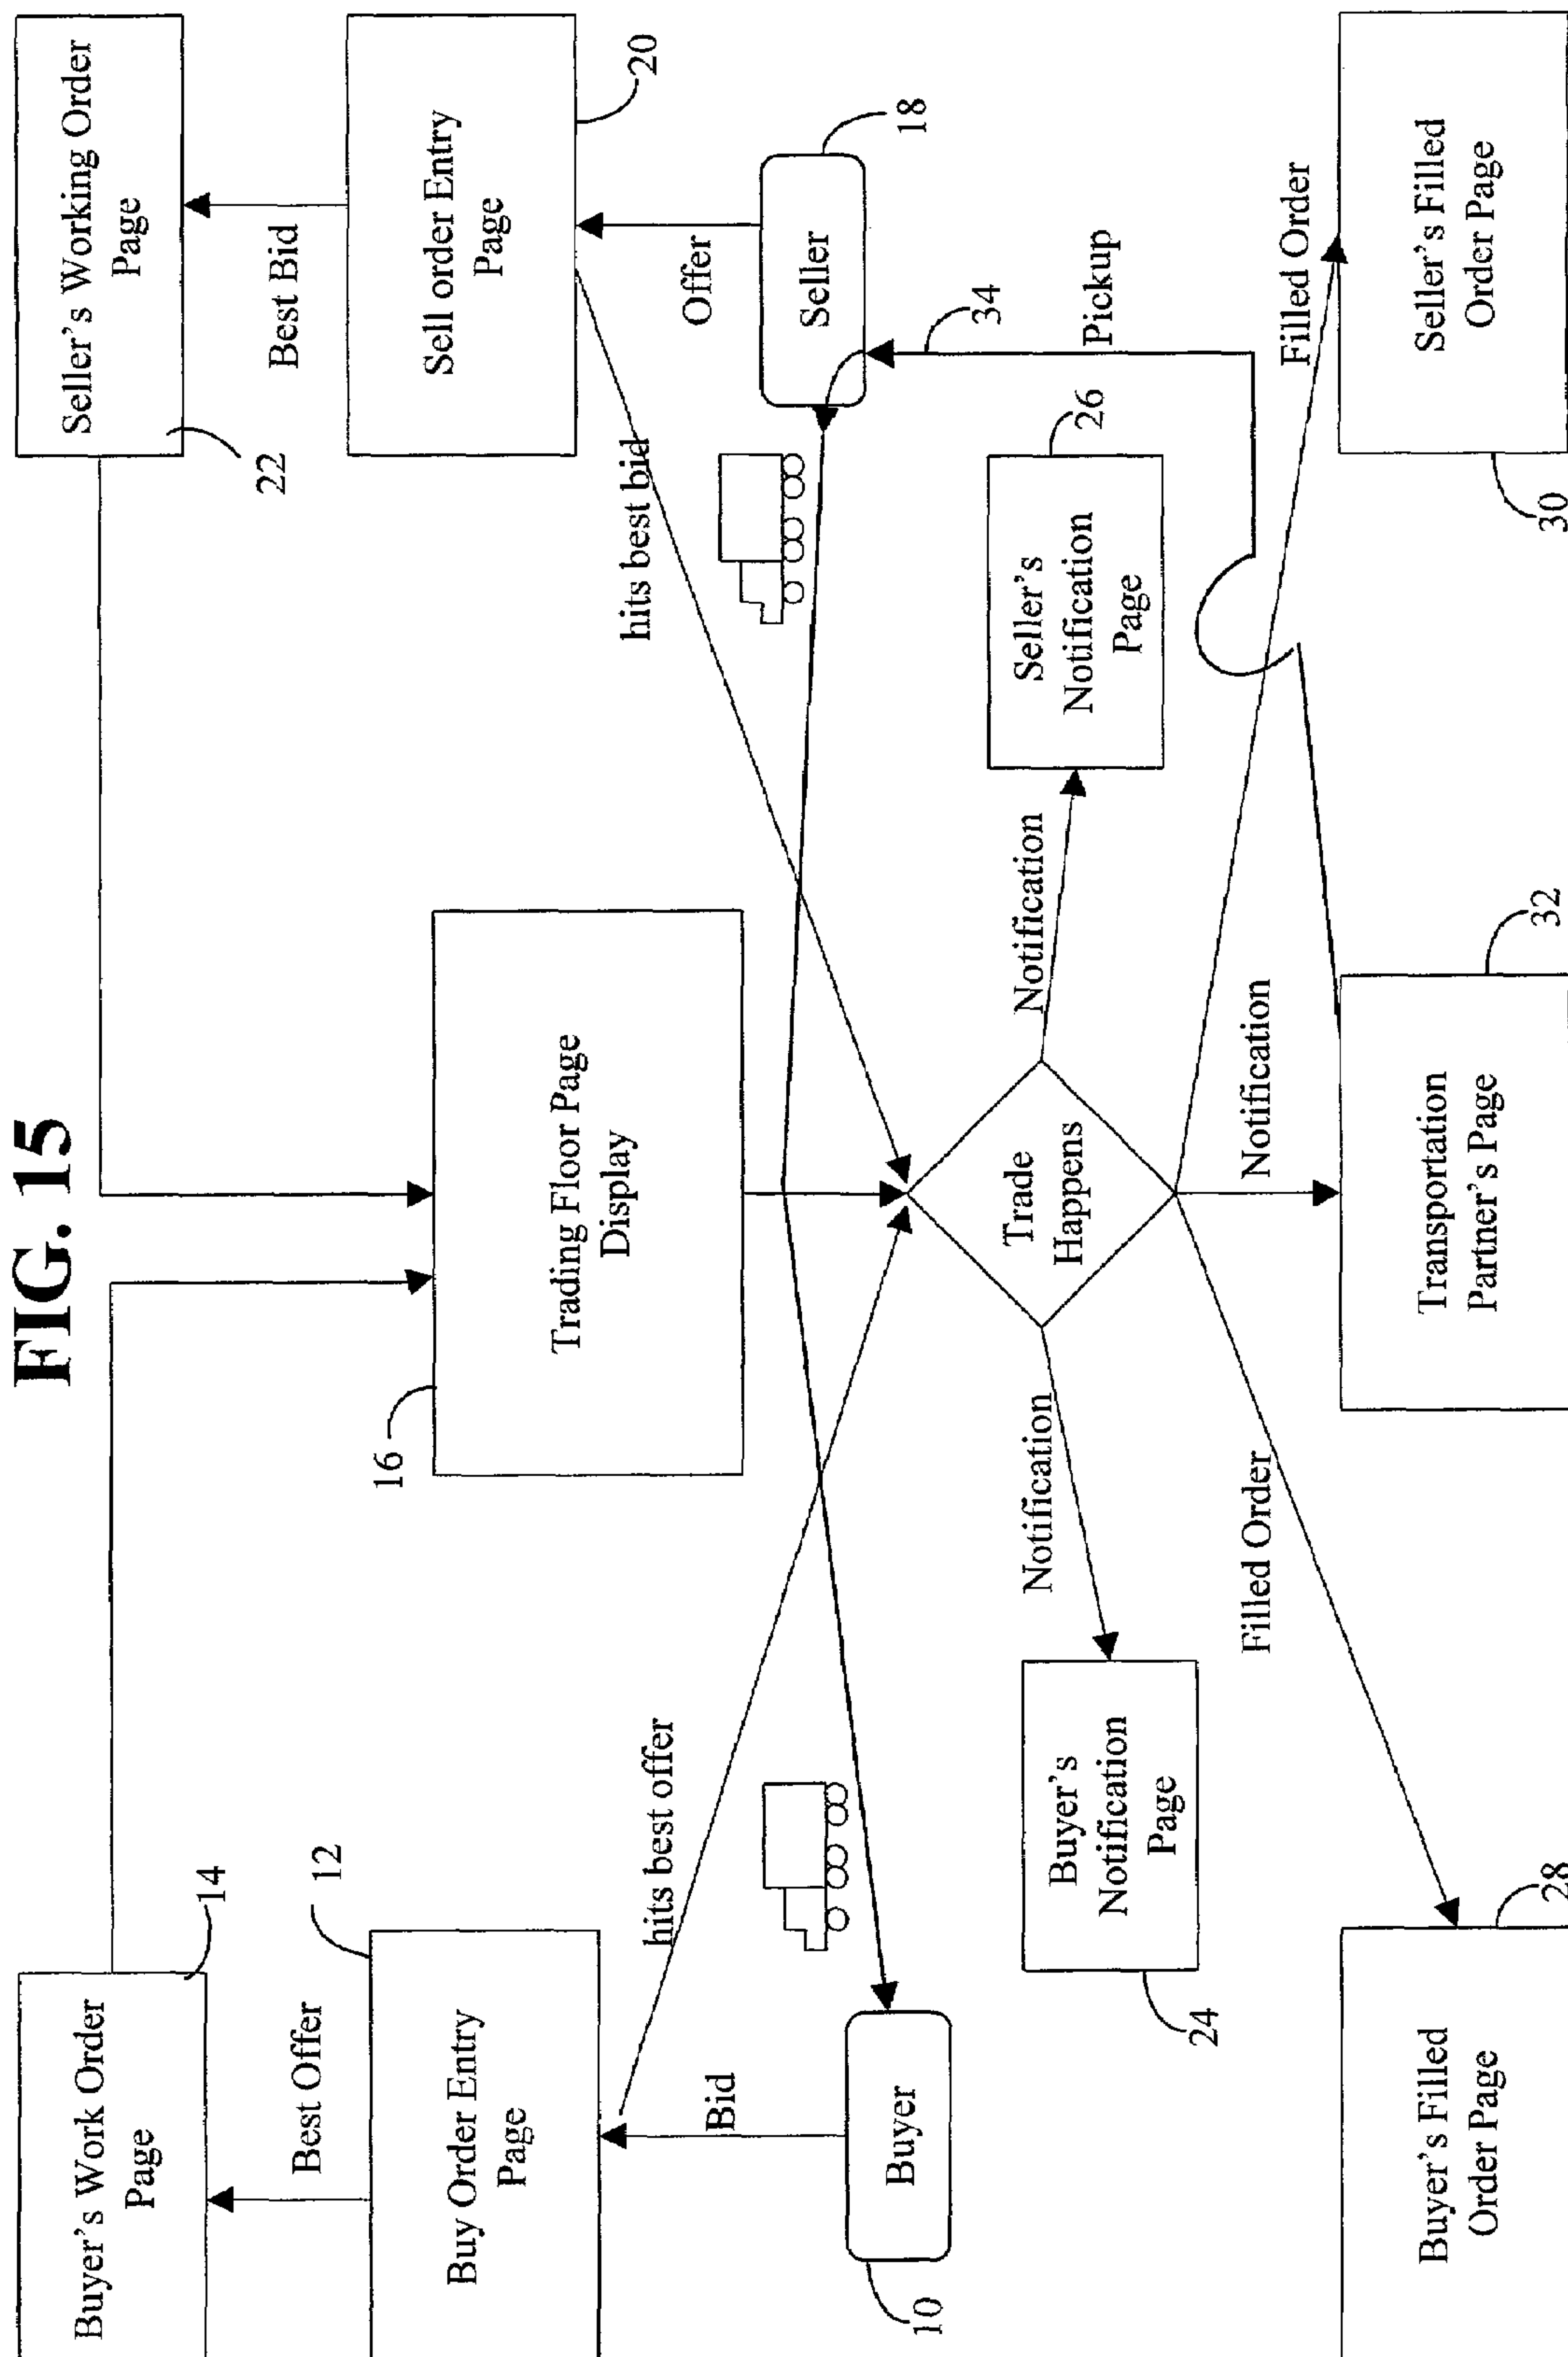 FIG. 15
Buyer's Work Order
Page
14
Seller's Working Order
Page
22
Best Offer
12
Best Bid
Buy Order Entry
Page
16
Trading Floor Page
Display
Sell order Entry
Page
20
hits best offer
hits best bid
Bid
Offer
Buyer
10
Seller
18
Notification
Notification
34
Pickup
Buyer's
Notification
Page
24
Trade
Happens
Seller's
Notification
Page
26
Filled Order
Notification
Filled Order
Buyer's Filled
Order Page
28
Transportation
Partner's Page
32
Seller's Filled
Order Page
30